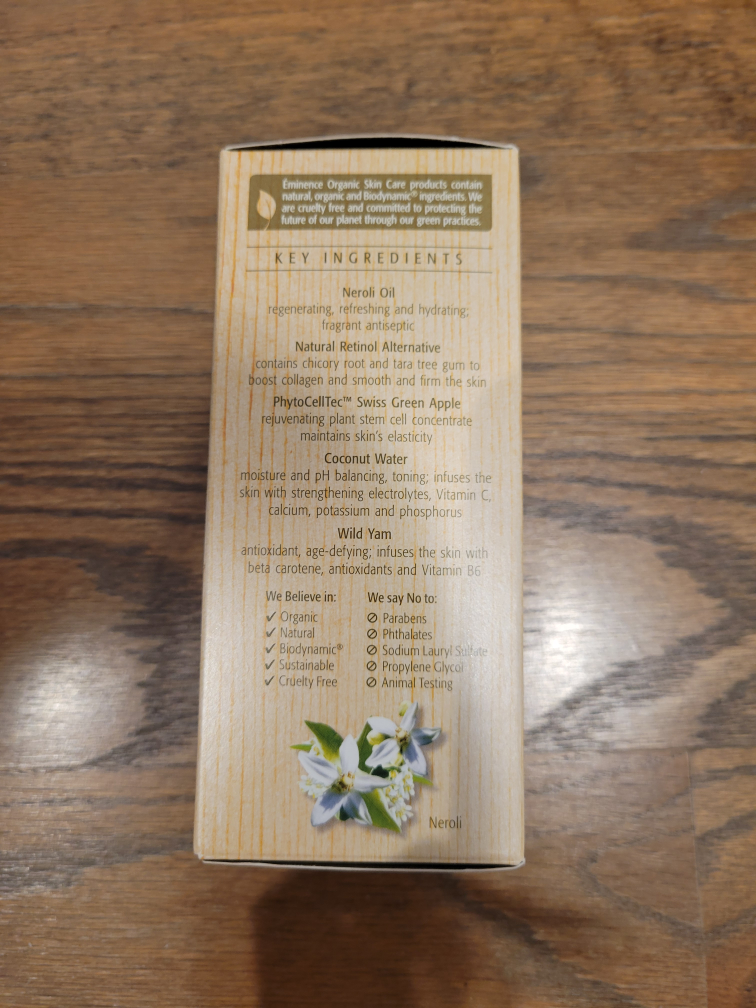 Éminence Organic Skin Care products contain
natural, organic and Biodynamic® ingredients. We
are cruelty free and committed to protecting the
future of our planet through our green practices.
KEY INGREDIENTS
Neroli Oil
regenerating, refreshing and hydrating;
fragrant antiseptic
Natural Retinol Alternative
contains chicory root and tara tree gum to
boost collagen and smooth and firm the skin
PhytoCellTec™ Swiss Green Apple
rejuvenating plant stem cell concentrate
maintains skin's elasticity
Coconut Water
moisture and pH balancing, toning; infuses the
skin with strengthening electrolytes, Vitamin C,
calcium, potassium and phosphorus
Wild Yam
antioxidant, age-defying; infuses the skin with
beta carotene, antioxidants and Vitamin B6
We Believe in:
✓ Organic
✓ Natural
✓ Biodynamic®
✓ Sustainable
✓ Cruelty Free
We say No to:
⊘ Parabens
⊘ Phthalates
⊘ Sodium Lauryl Sulfate
⊘ Propylene Glycol
⊘ Animal Testing
Neroli